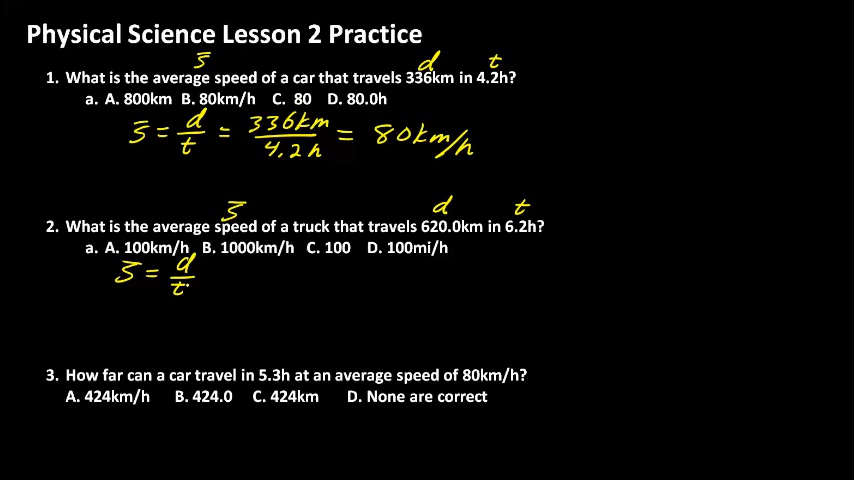 Physical Science Lesson 2 Practice
s̄ d t
1. What is the average speed of a car that travels 336km in 4.2h?
a. A. 800km B. 80km/h C. 80 D. 80.0h
s̄ = d/t = 336km/4.2h = 80km/h
s̄ d t
2. What is the average speed of a truck that travels 620.0km in 6.2h?
a. A. 100km/h B. 1000km/h C. 100 D. 100mi/h
s̄ = d/t
3. How far can a car travel in 5.3h at an average speed of 80km/h?
A. 424km/h B. 424.0 C. 424km D. None are correct